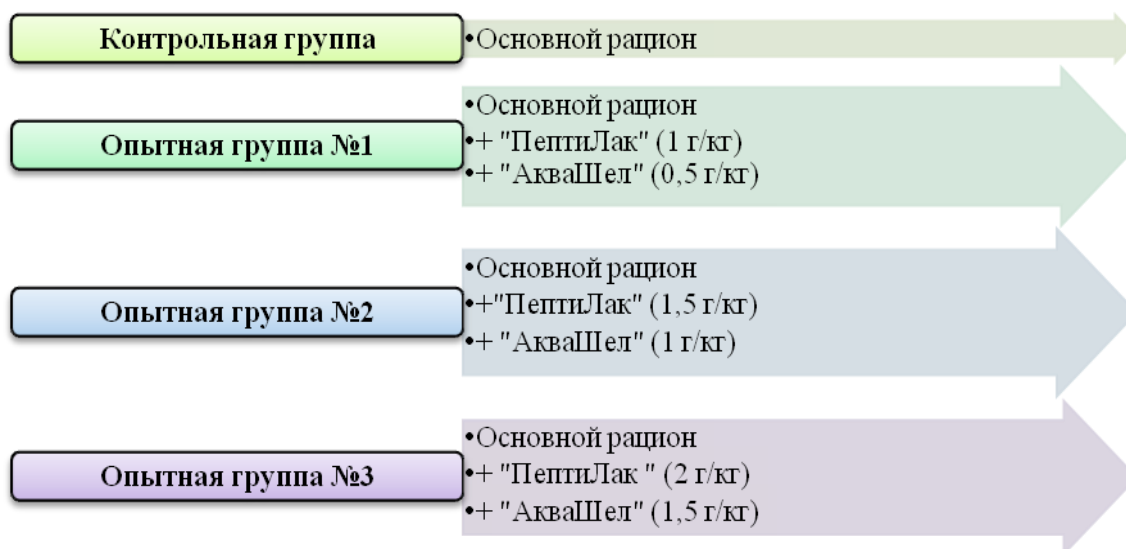 Контрольная группа
•Основной рацион
Опытная группа №1
•Основной рацион
•+ "ПептиЛак" (1 г/кг)
•+ "АкваШел" (0,5 г/кг)
Опытная группа №2
•Основной рацион
•+"ПептиЛак" (1,5 г/кг)
•+ "АкваШел" (1 г/кг)
Опытная группа №3
•Основной рацион
•+ "ПептиЛак " (2 г/кг)
•+ "АкваШел" (1,5 г/кг)